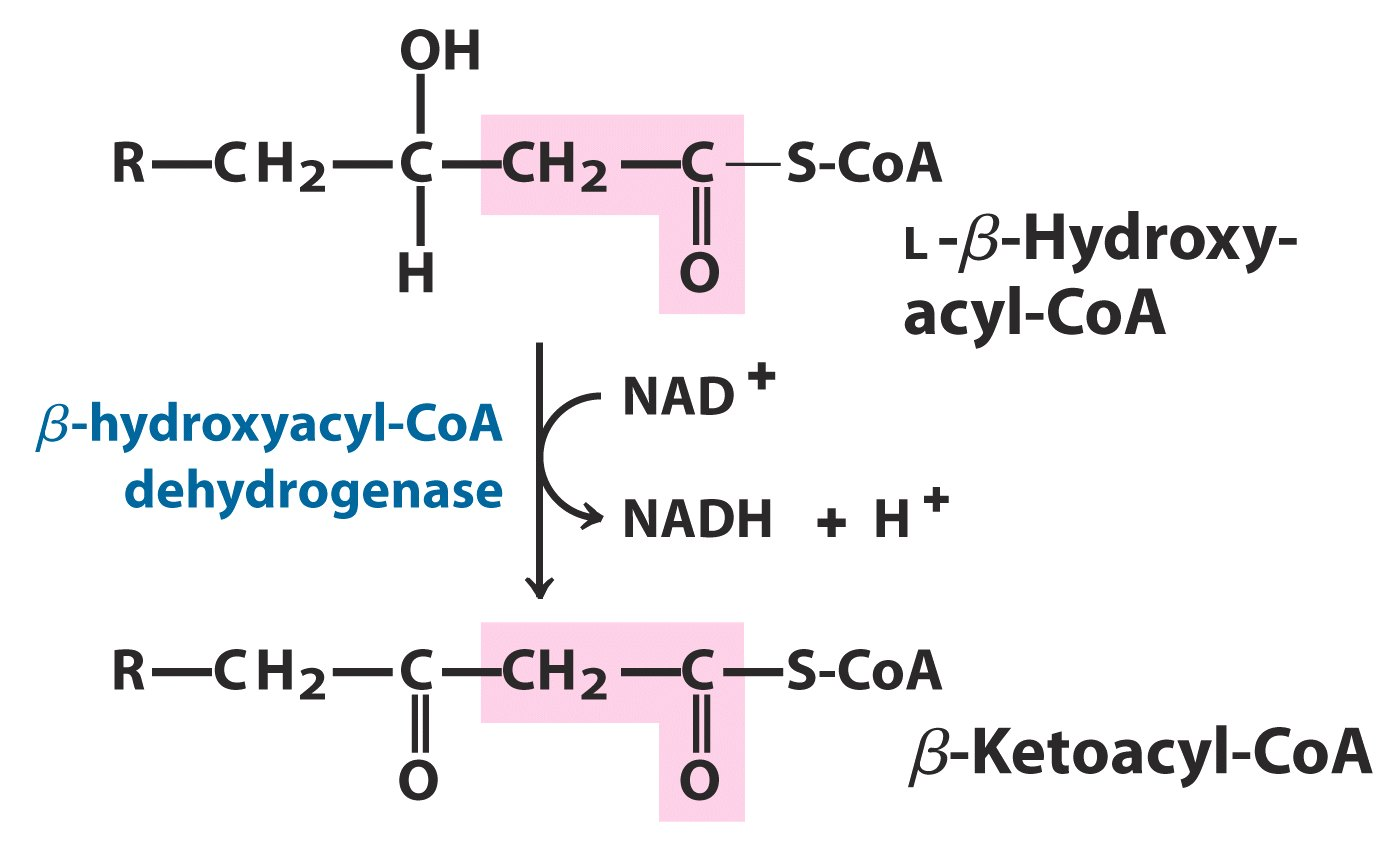 OH
R—CH₂—C—CH₂—C—S-CoA
H
O
L-β-Hydroxy-
acyl-CoA
NAD⁺
β-hydroxyacyl-CoA
dehydrogenase
NADH + H⁺
R—CH₂—C—CH₂—C—S-CoA
O
O
β-Ketoacyl-CoA